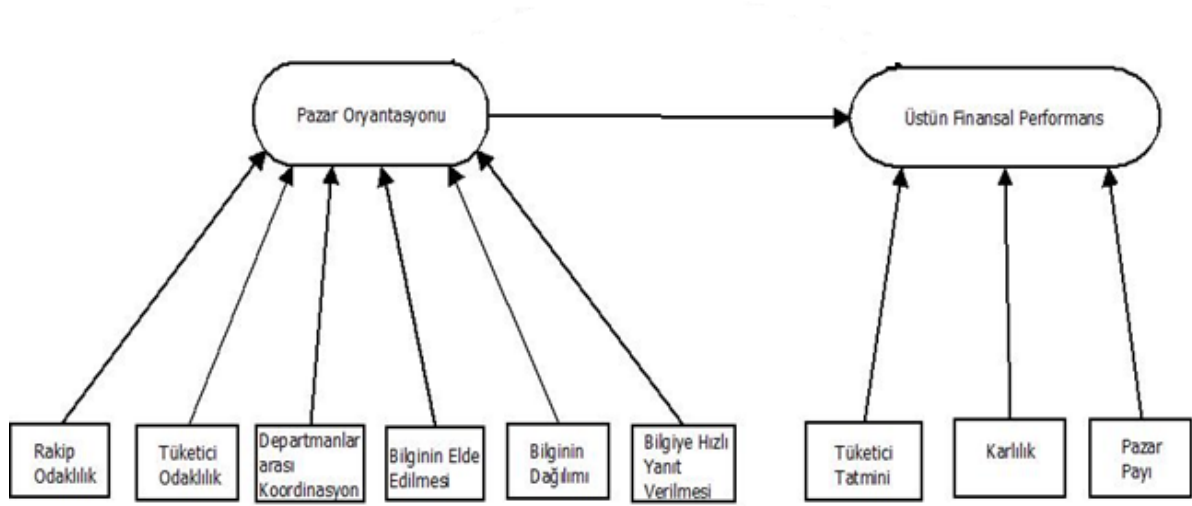 Pazar Oryantasyonu
Üstün Finansal Performans
Rakip
Odaklılık
Tüketici
Odaklılık
Departmanlar
arası
Koordinasyon
Bilginin Elde
Edilmesi
Bilginin
Dağılımı
Bilgiye Hızlı
Yanıt
Verilmesi
Tüketici
Tatmini
Karlılık
Pazar
Payı